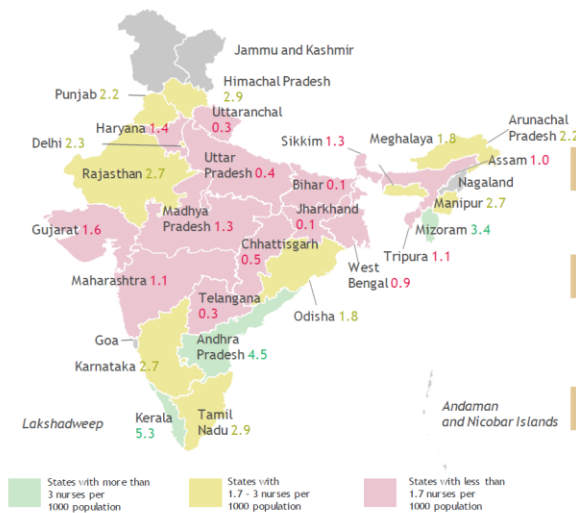 Jammu and Kashmir
Himachal Pradesh
2.9
Punjab 2.2
Uttaranchal
0.3
Haryana 1.4
Delhi 2.3
Arunachal
Pradesh 2.2
Meghalaya 1.8
Sikkim 1.3
Assam 1.0
Rajasthan 2.7
Uttar
Pradesh 0.4
Bihar 0.1
Nagaland
Manipur 2.7
Mizoram 3.4
Tripura 1.1
Gujarat 1.6
Madhya
Pradesh 1.3
Jharkhand
0.1
Chhattisgarh
0.5
West
Bengal 0.9
Maharashtra 1.1
Telangana
0.3
Odisha 1.8
Goa
Andhra
Pradesh 4.5
Karnataka 2.7
Lakshadweep
Kerala
5.3
Tamil
Nadu 2.9
Andaman
and Nicobar Islands
States with more than
3 nurses per
1000 population
States with
1.7 - 3 nurses per
1000 population
States with less than
1.7 nurses per
1000 population